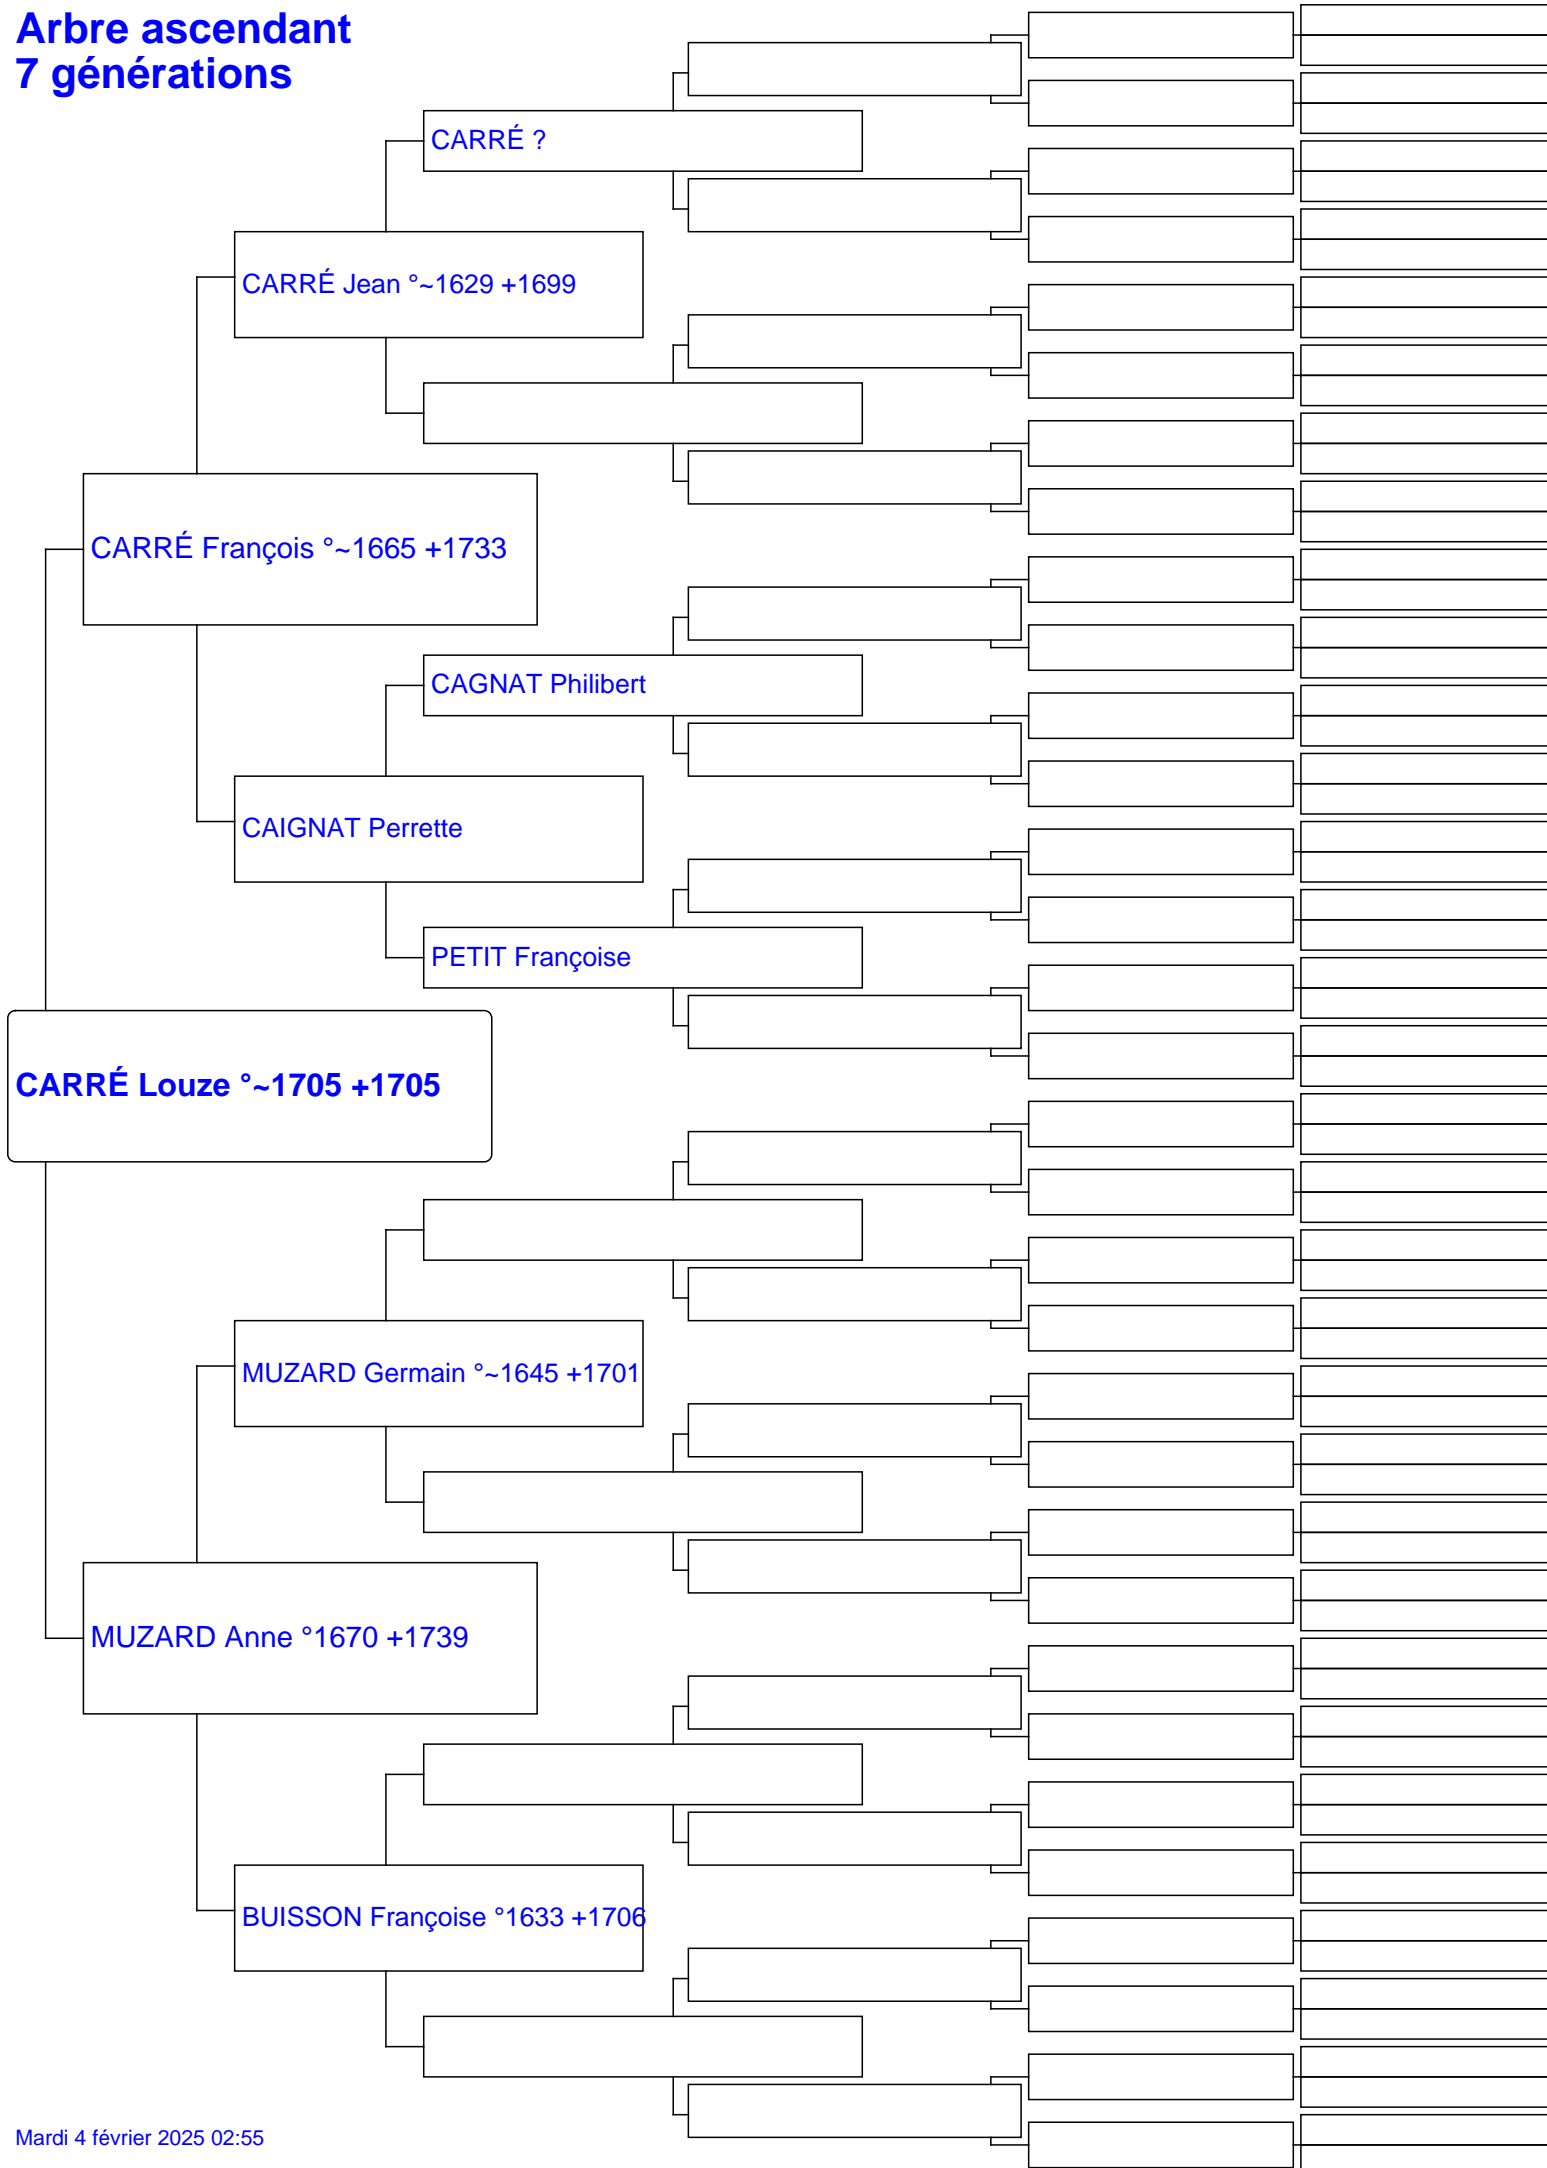 Arbre ascendant
7 générations
CARRÉ ?
CARRÉ Jean °~1629 +1699
CARRÉ François °~1665 +1733
CAGNAT Philibert
CAIGNAT Perrette
PETIT Françoise
CARRÉ Louze °~1705 +1705
MUZARD Germain °~1645 +1701
MUZARD Anne °1670 +1739
BUISSON Françoise °1633 +1706
Mardi 4 février 2025 02:55